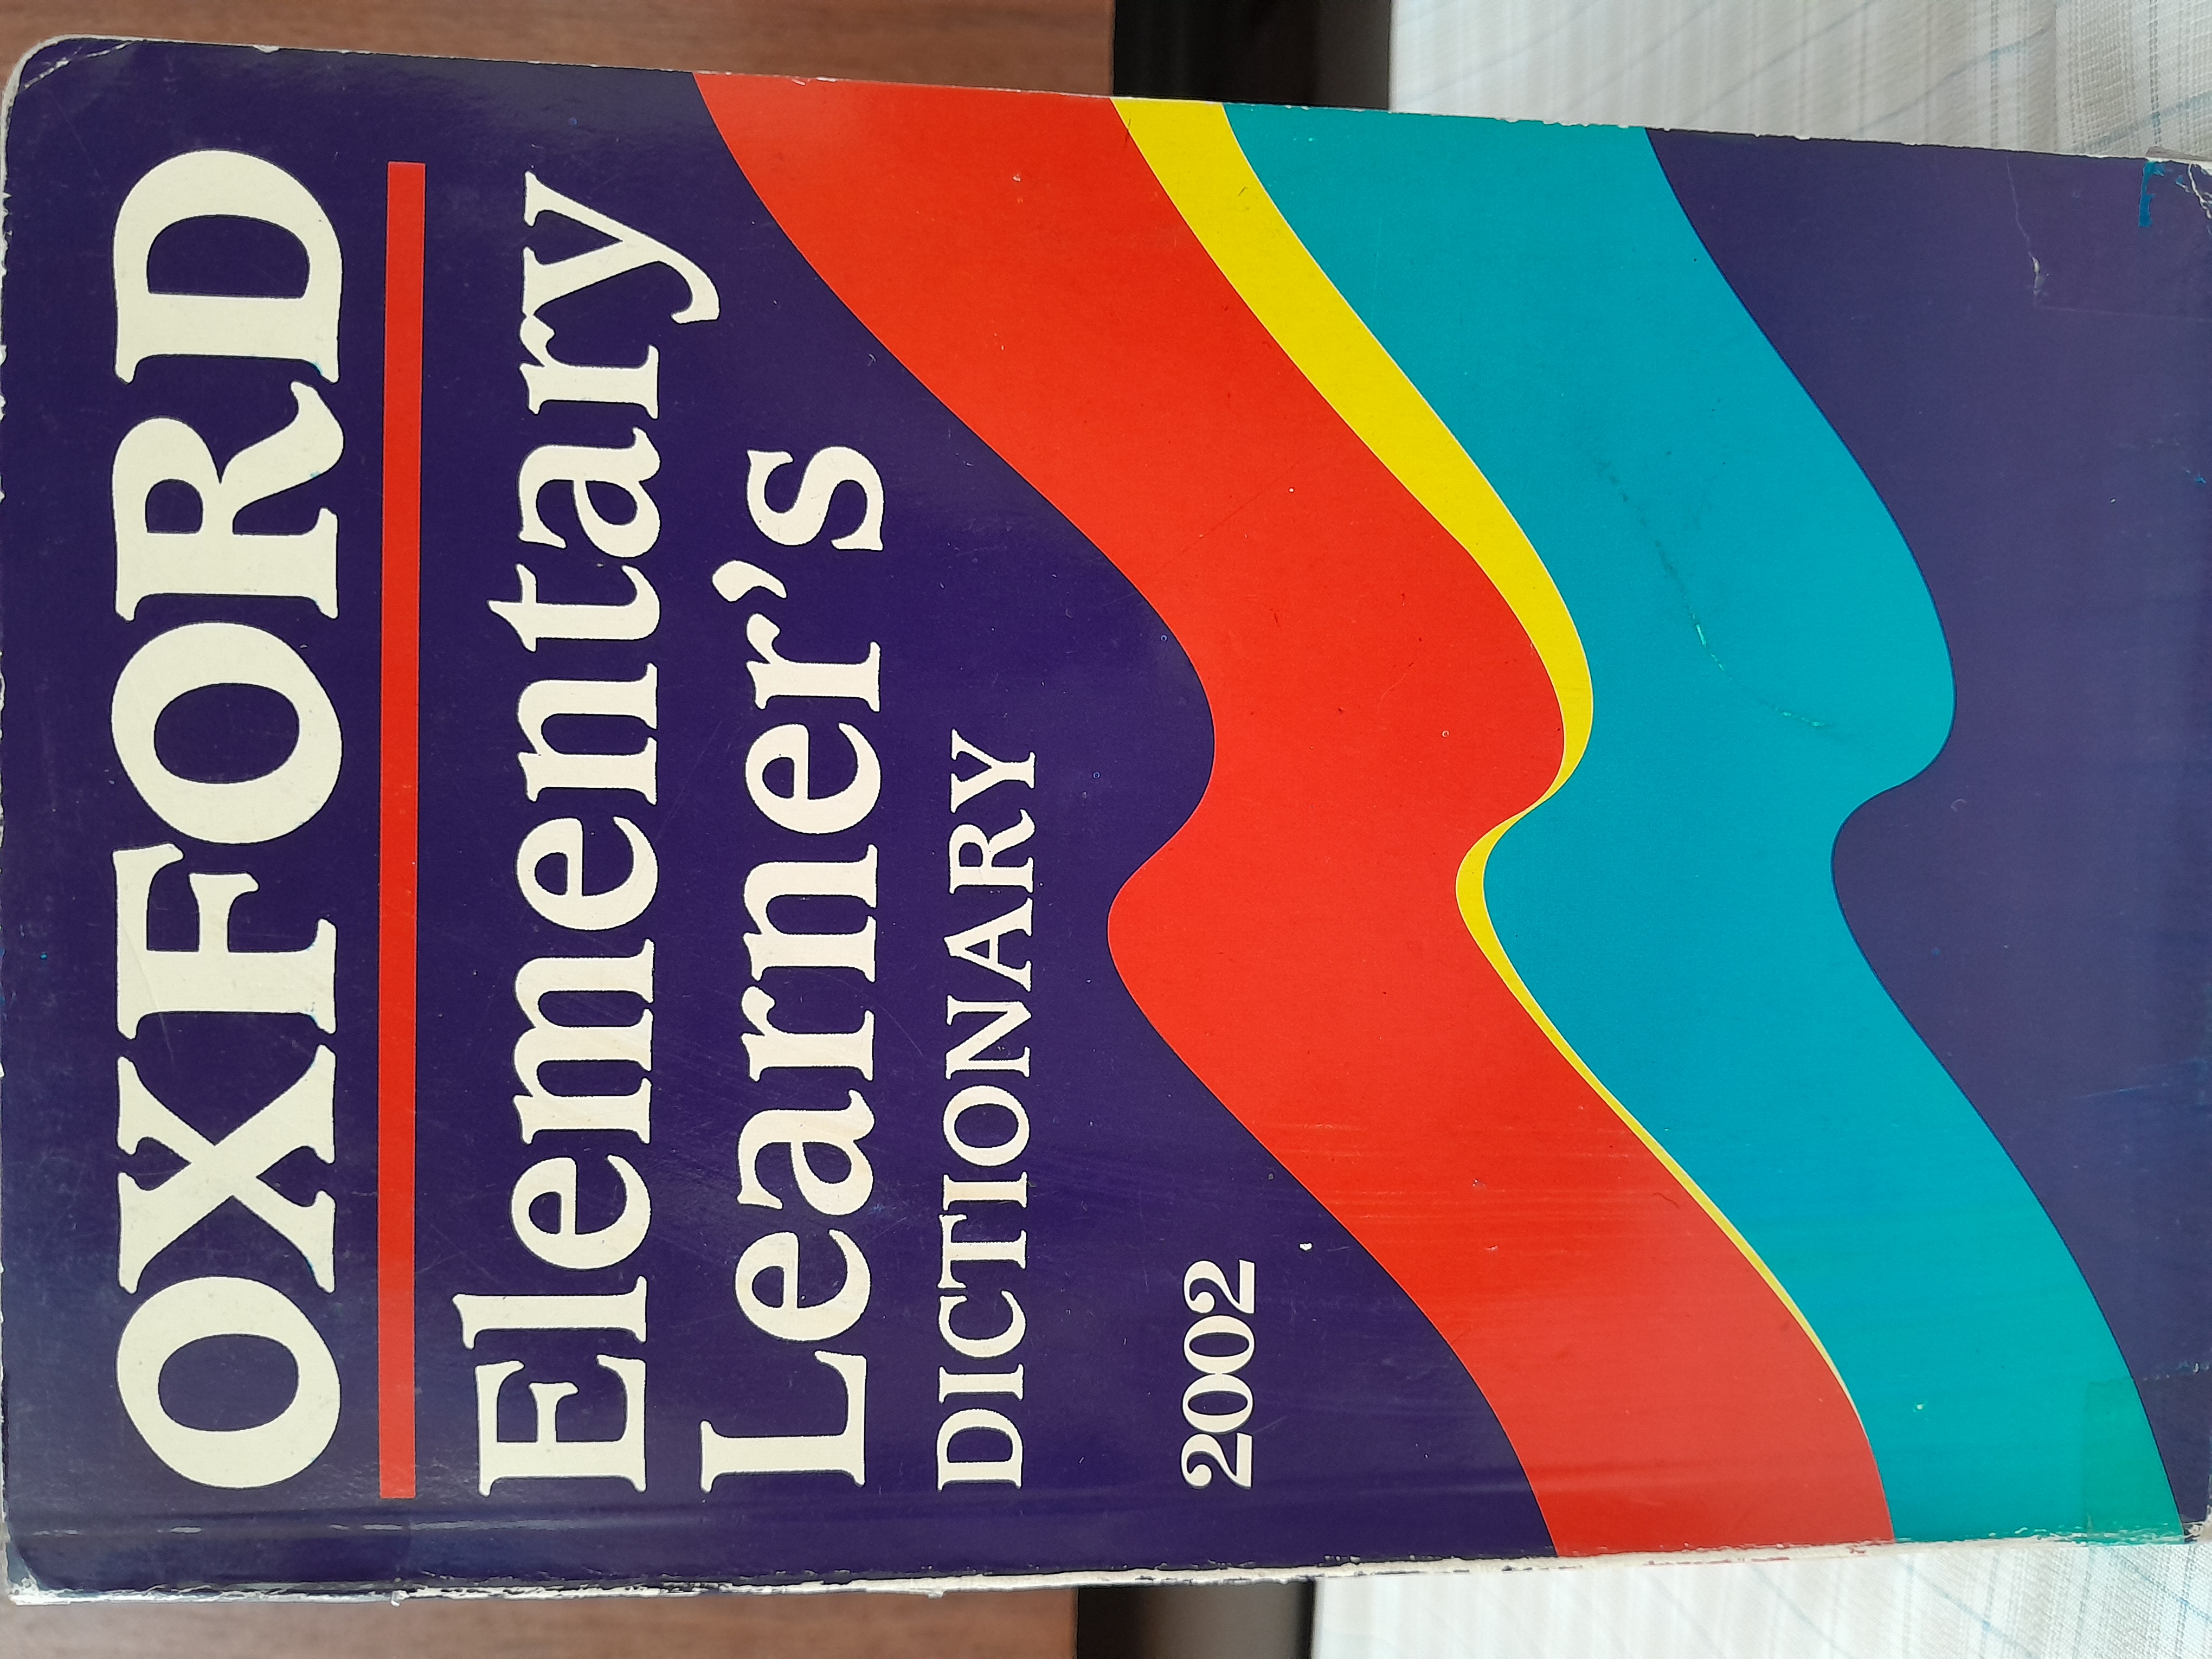 OXFORD
Elementary
Learner's
DICTIONARY
2002